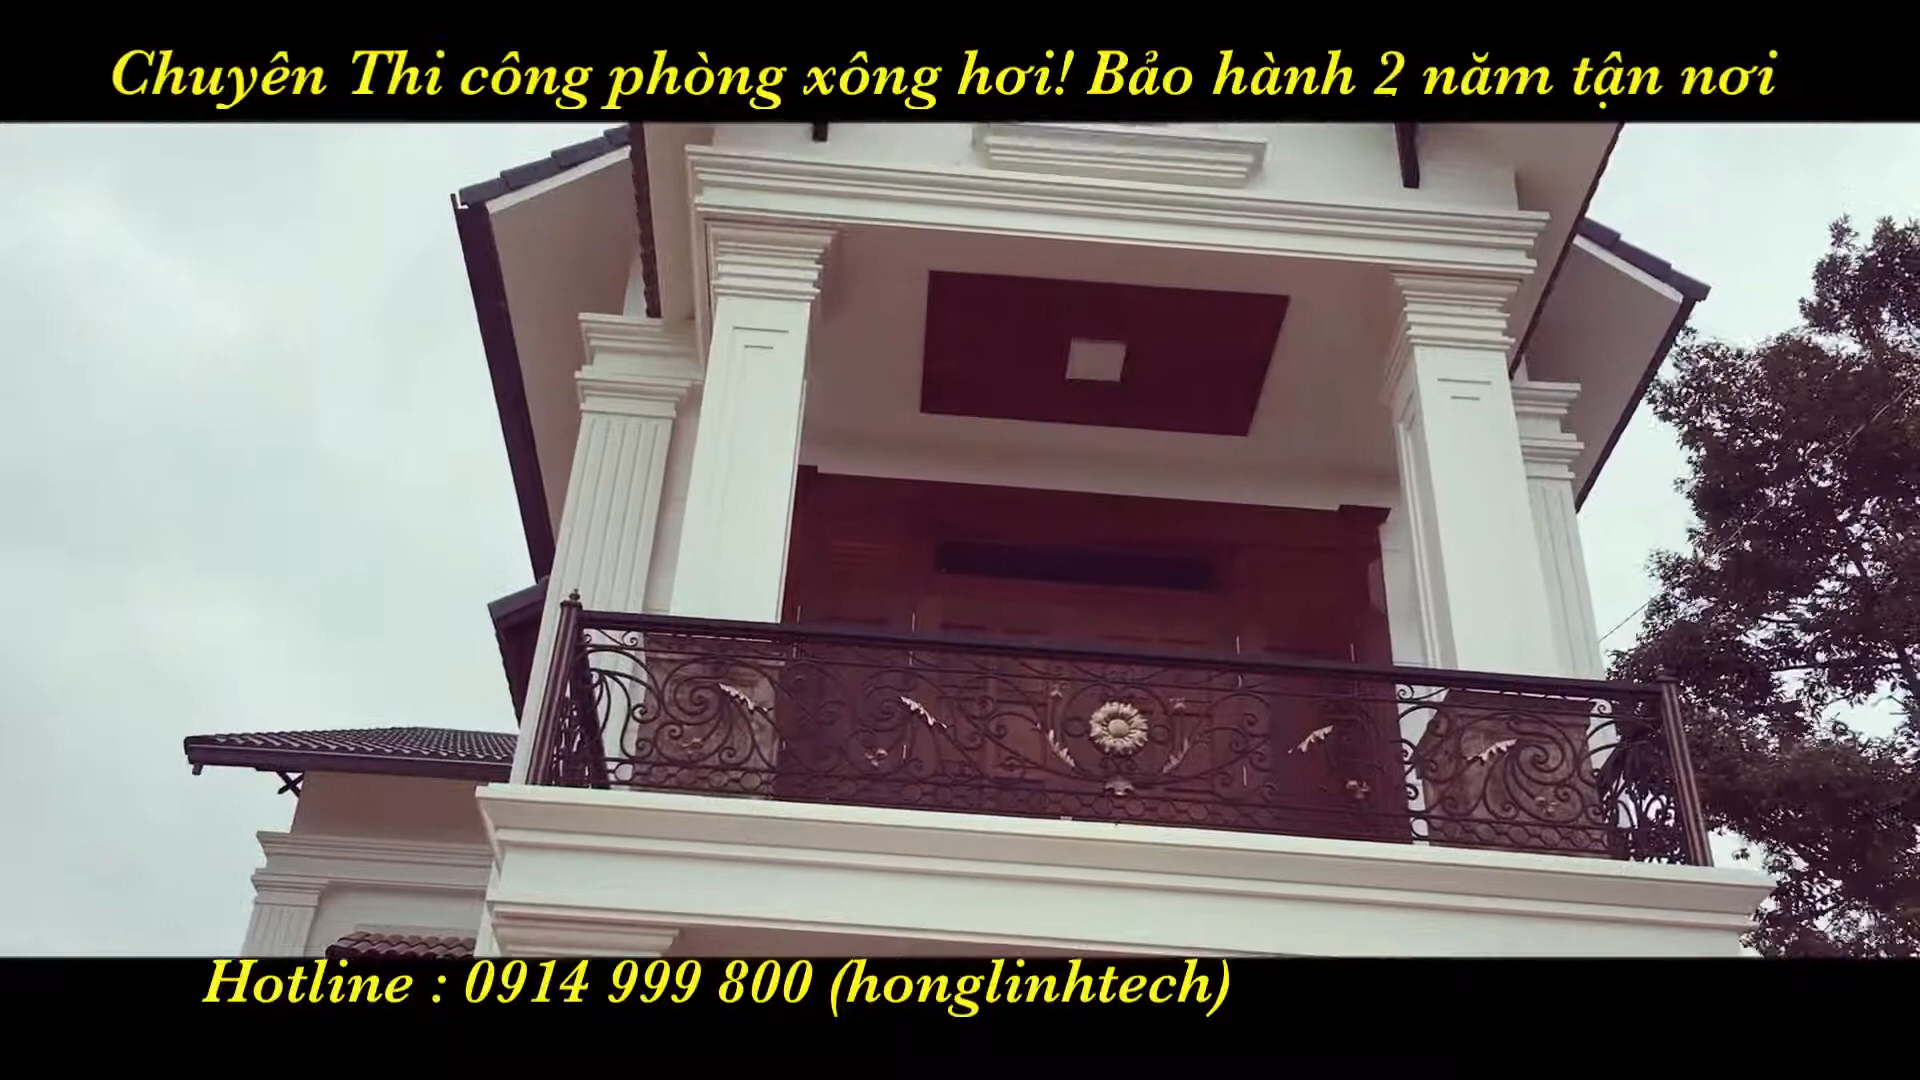 Chuyên Thi công phòng xông hơi! Bảo hành 2 năm tận nơi
Hotline : 0914 999 800 (honglinhtech)